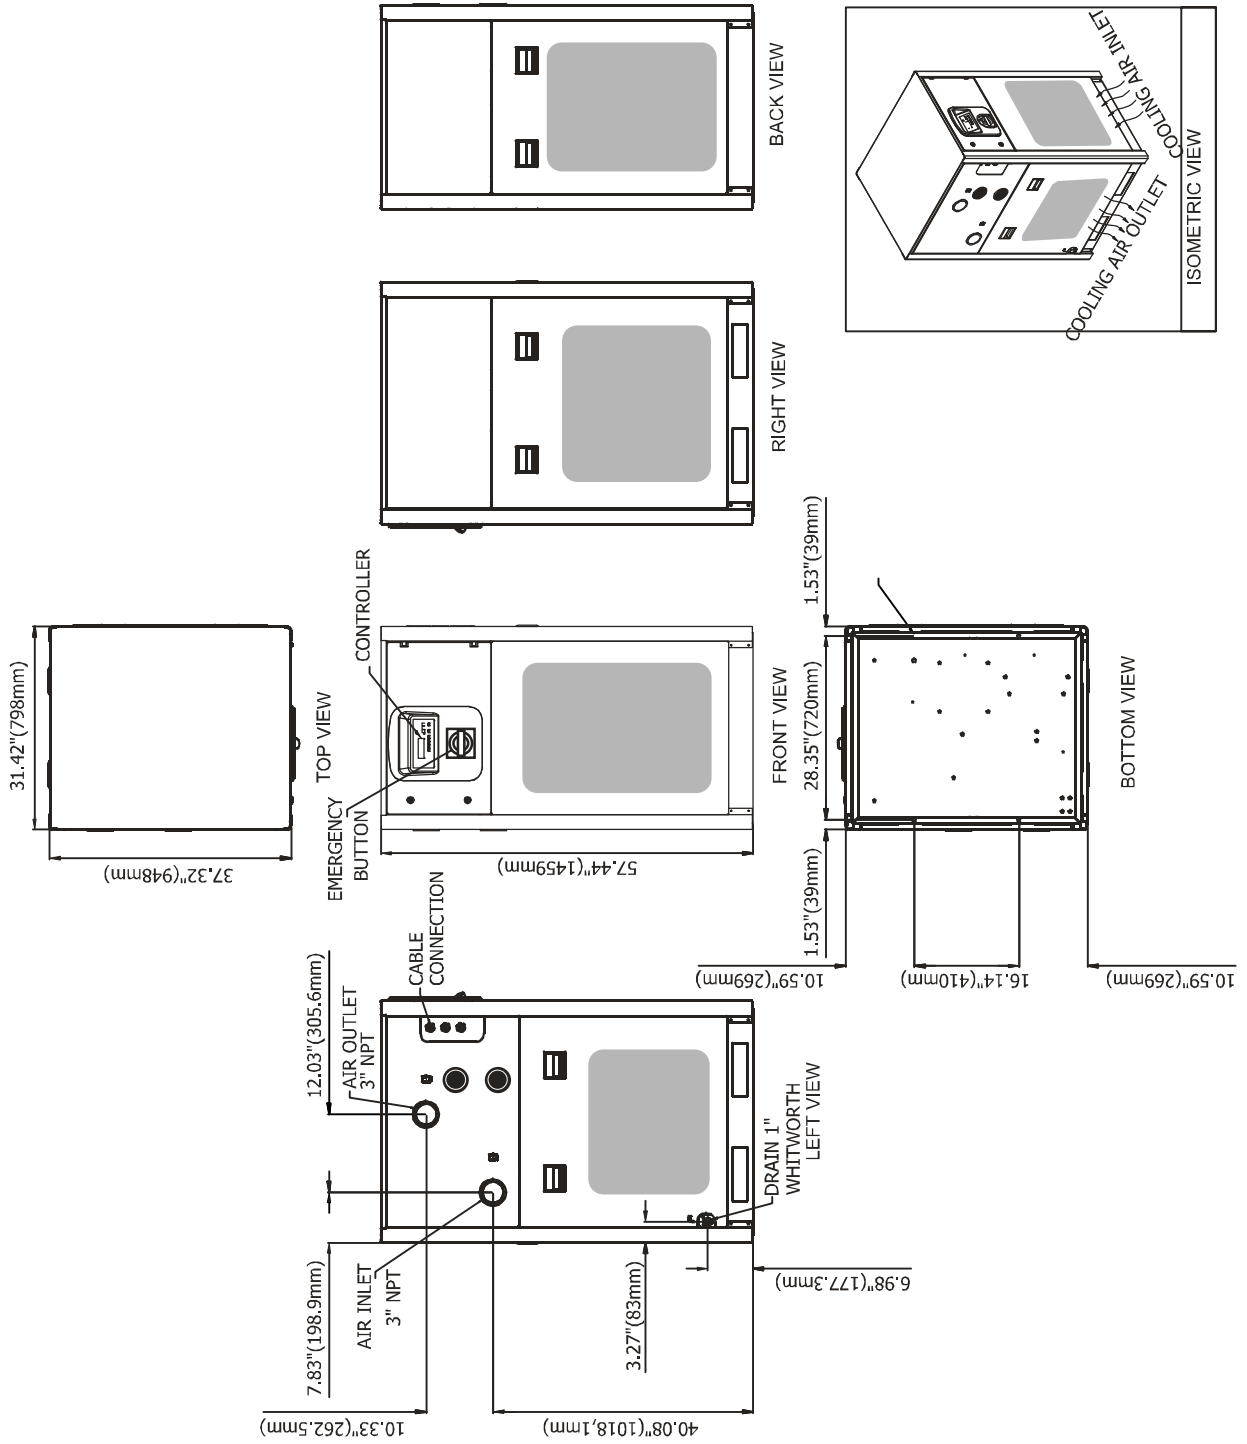 31.42"(798mm)
37.32"(948mm)
TOP VIEW
7.83"(198.9mm)
12.03"(305.6mm)
AIR INLET
3" NPT
AIR OUTLET
3" NPT
CABLE
CONNECTION
10.33"(262.5mm)
40.08"(1018,1mm)
3.27"(83mm)
6.98"(177.3mm)
DRAIN 1"
WHITWORTH
LEFT VIEW
EMERGENCY
BUTTON
CONTROLLER
57.44"(1459mm)
FRONT VIEW
RIGHT VIEW
BACK VIEW
1.53"(39mm)
28.35"(720mm)
1.53"(39mm)
10.59"(269mm)
16.14"(410mm)
10.59"(269mm)
BOTTOM VIEW
COOLING AIR OUTLET
COOLING AIR INLET
ISOMETRIC VIEW